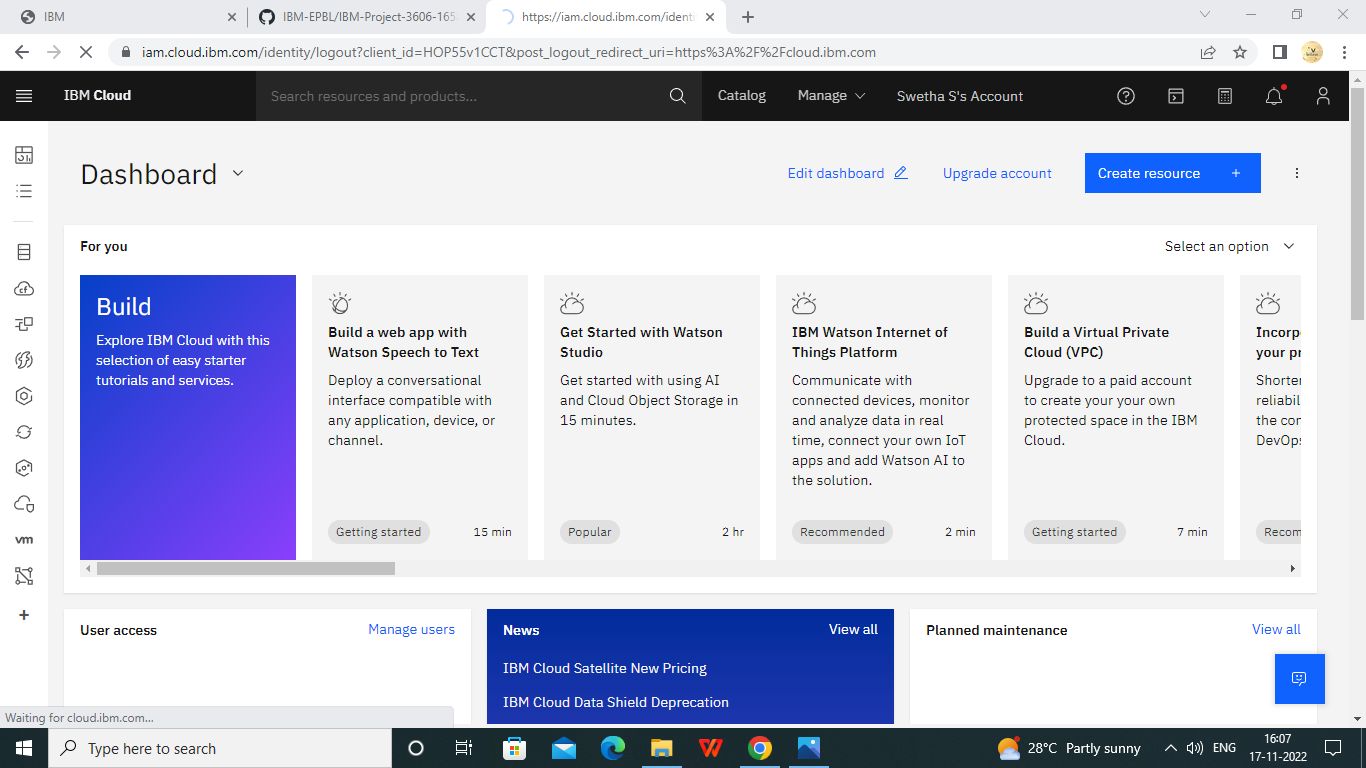 IBM
IBM-EPBL/IBM-Project-3606-165
https://iam.cloud.ibm.com/identi
iam.cloud.ibm.com/identity/logout?client_id=HOP55v1CCT&post_logout_redirect_uri=https%3A%2F%2Fcloud.ibm.com
IBM Cloud
Search resources and products...
Catalog
Manage
Swetha S's Account
Dashboard
Edit dashboard
Upgrade account
Create resource +
For you
Select an option
Build
Explore IBM Cloud with this
selection of easy starter
tutorials and services.
Build a web app with
Watson Speech to Text
Deploy a conversational
interface compatible with
any application, device, or
channel.
Getting started
15 min
Get Started with Watson
Studio
Get started with using AI
and Cloud Object Storage in
15 minutes.
Popular
2 hr
IBM Watson Internet of
Things Platform
Communicate with
connected devices, monitor
and analyze data in real
time, connect your own IoT
apps and add Watson AI to
the solution.
Recommended
2 min
Build a Virtual Private
Cloud (VPC)
Upgrade to a paid account
to create your your own
protected space in the IBM
Cloud.
Getting started
7 min
Incorp
your pr
Shorter
reliabili
the con
DevOps
Recom
cf
vm
User access
Manage users
News
View all
IBM Cloud Satellite New Pricing
IBM Cloud Data Shield Deprecation
Planned maintenance
View all
Waiting for cloud.ibm.com...
Type here to search
28°C Partly sunny
ENG
16:07
17-11-2022